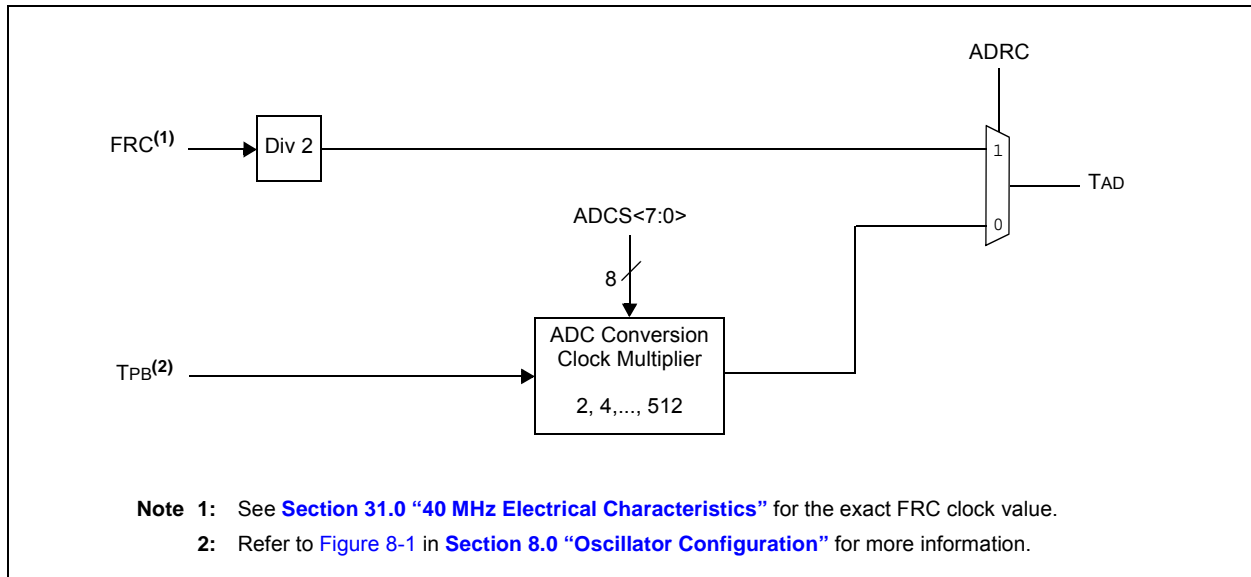 ADRC
FRC(1)
Div 2
1
TAD
ADCS<7:0>
0
8
ADC Conversion
Clock Multiplier
TPB(2)
2, 4,..., 512
Note 1: See Section 31.0 “40 MHz Electrical Characteristics” for the exact FRC clock value.
2: Refer to Figure 8-1 in Section 8.0 “Oscillator Configuration” for more information.